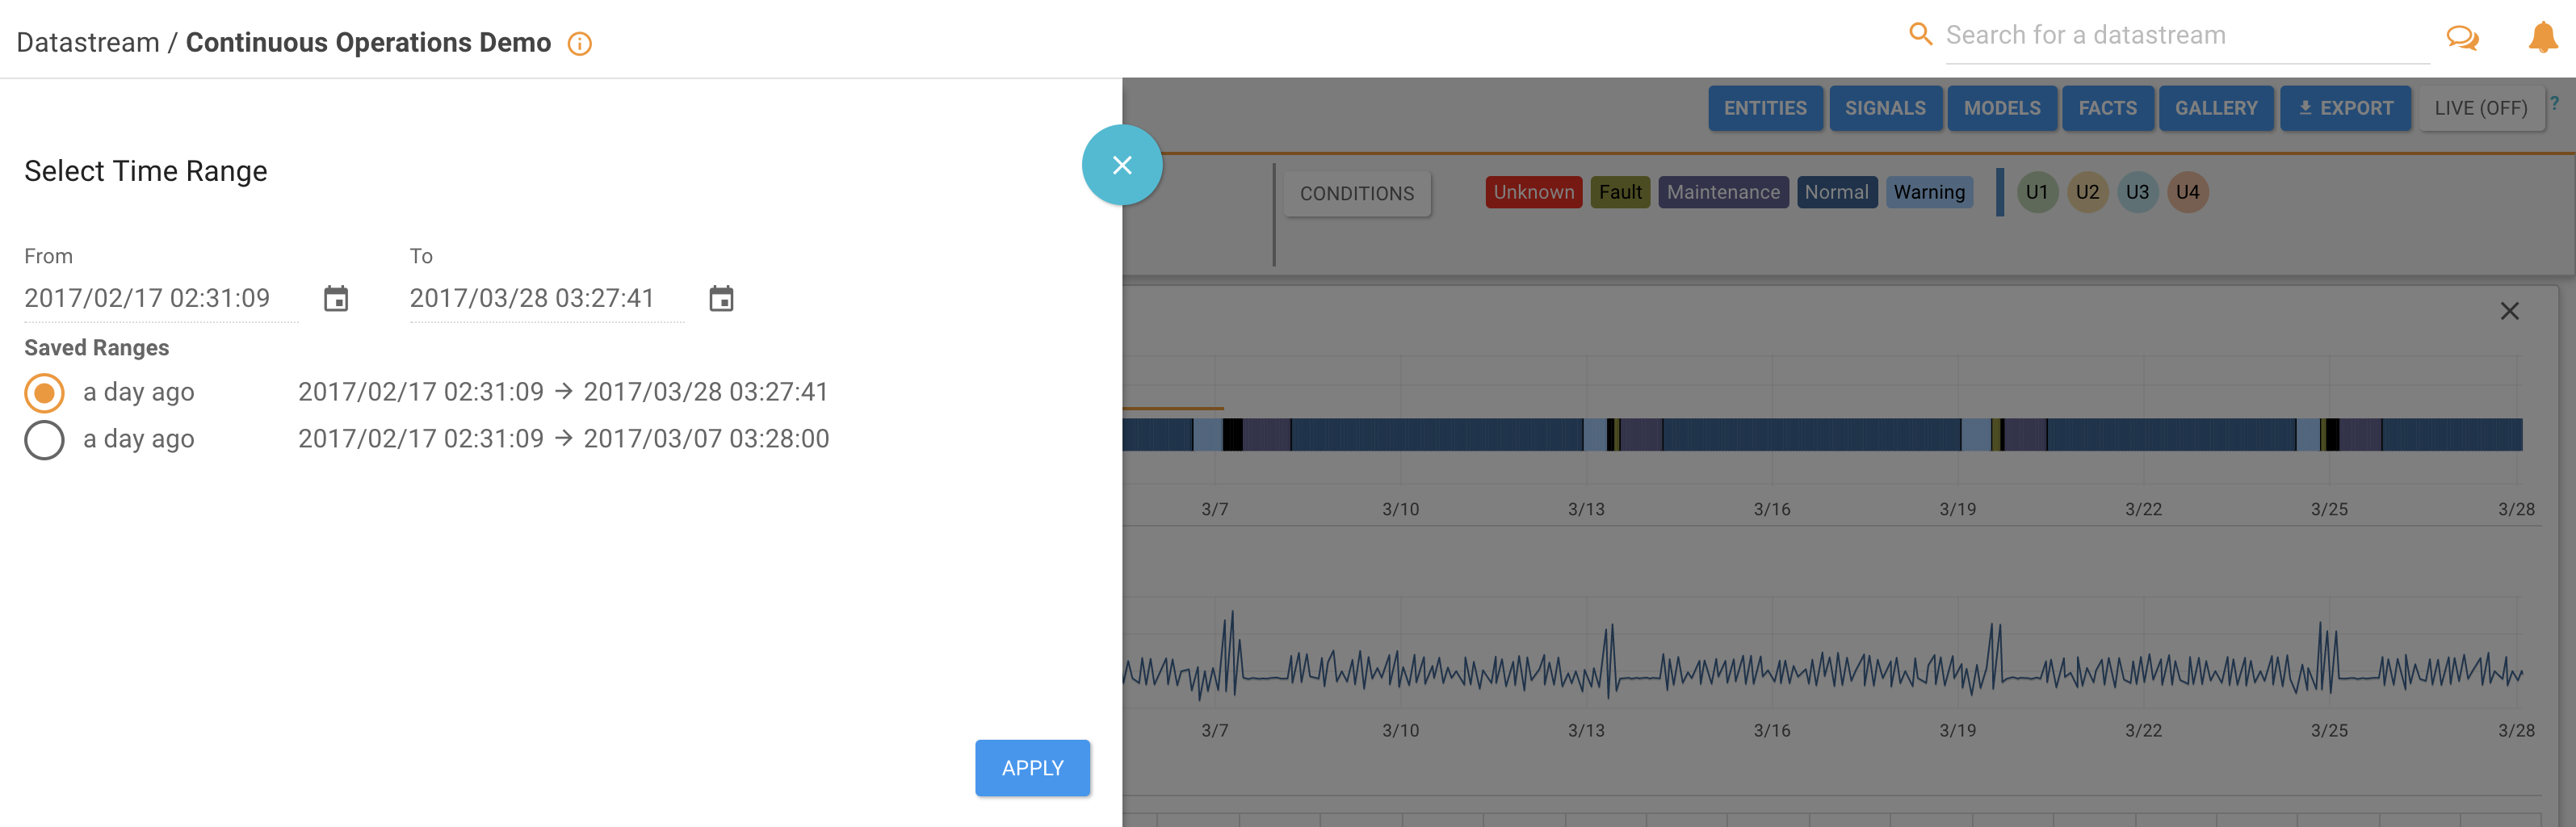 Datastream / Continuous Operations Demo
Search for a datastream
ENTITIES SIGNALS MODELS FACTS GALLERY EXPORT LIVE (OFF) ?
Select Time Range
CONDITIONS Unknown Fault Maintenance Normal Warning U1 U2 U3 U4
From To
2017/02/17 02:31:09 2017/03/28 03:27:41
Saved Ranges
a day ago 2017/02/17 02:31:09 → 2017/03/28 03:27:41
a day ago 2017/02/17 02:31:09 → 2017/03/07 03:28:00
3/7 3/10 3/13 3/16 3/19 3/22 3/25 3/28
3/7 3/10 3/13 3/16 3/19 3/22 3/25 3/28
APPLY